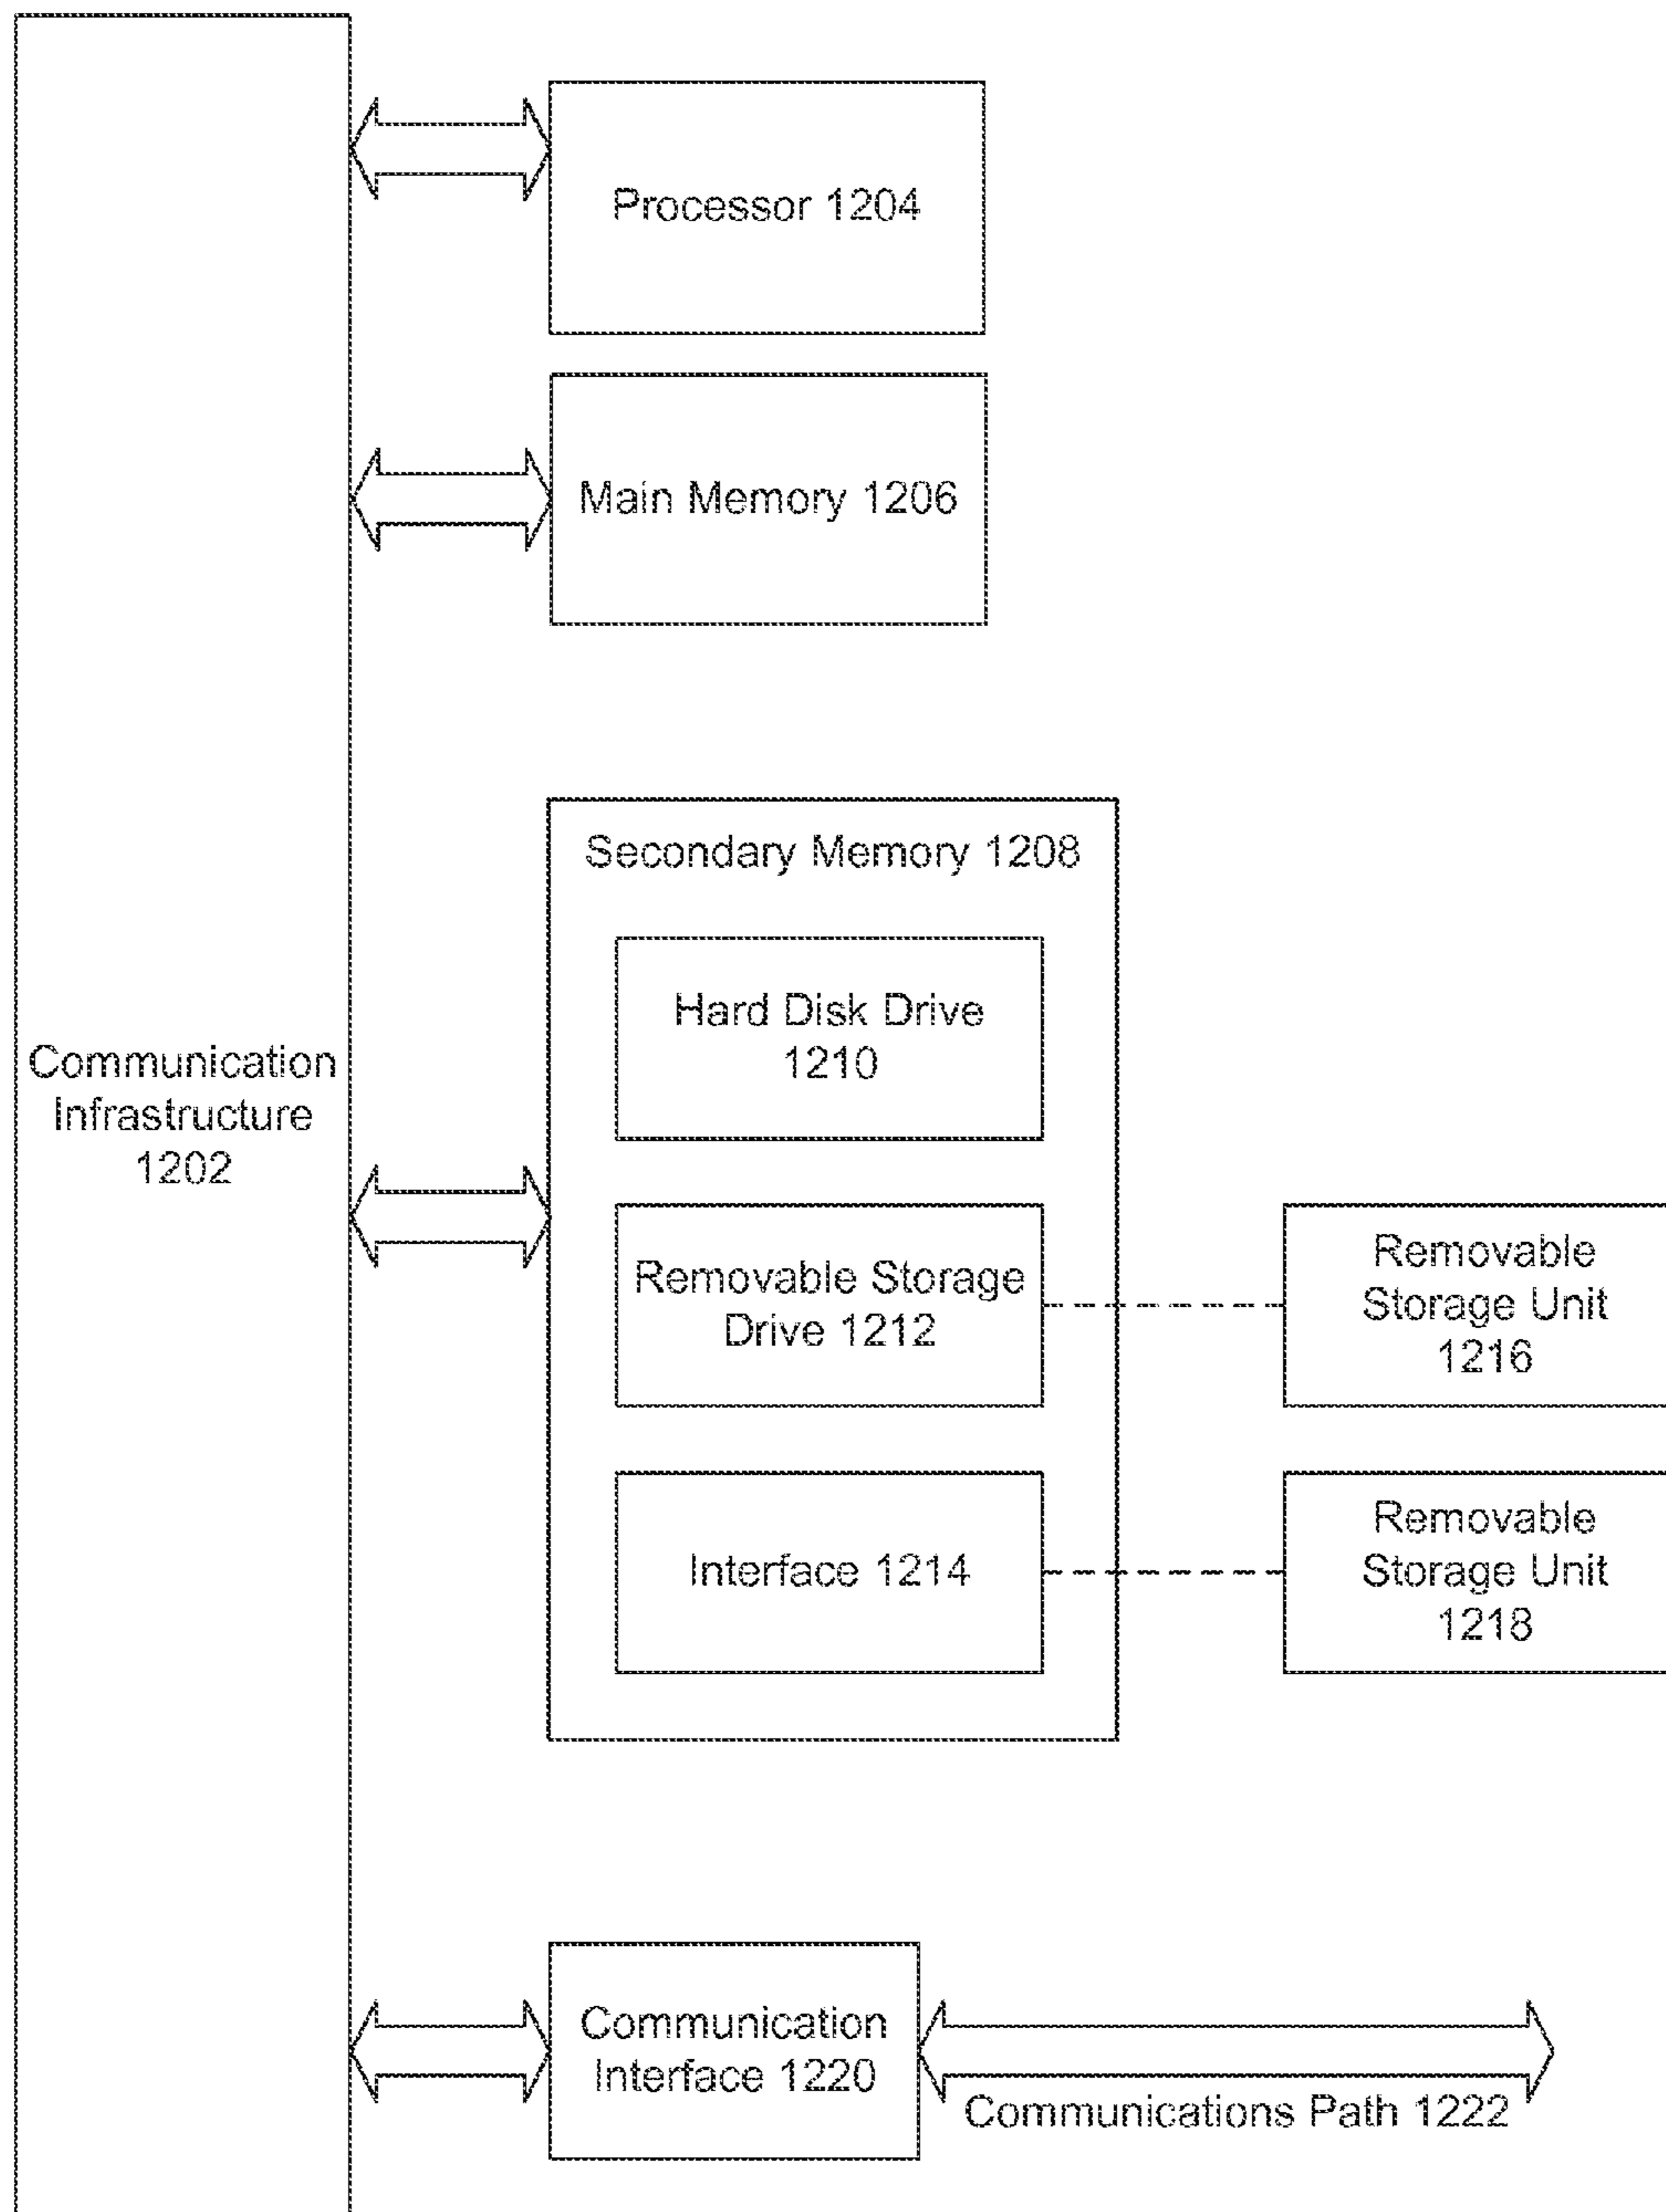 Processor 1204
Main Memory 1206
Secondary Memory 1208
Hard Disk Drive
1210
Communication
Infrastructure
1202
Removable Storage
Drive 1212
Removable
Storage Unit
1216
Interface 1214
Removable
Storage Unit
1218
Communication
Interface 1220
Communications Path 1222